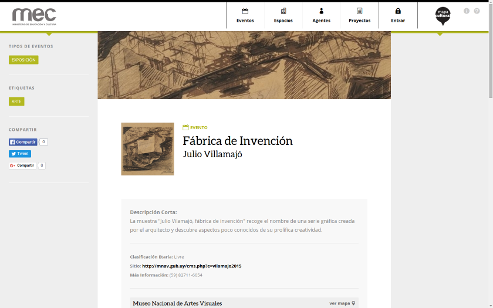 mec
Eventos
Espacios
Agentes
Proyectos
Entrar
TIPOS DE EVENTOS
EXPOSICIÓN
ETIQUETAS
COMPARTIR
Compartir 0
Tweet
Compartir 0
EVENTO
Fábrica de Invención
Julio Villamajó
Descripción Corta:
La muestra "Julio Vilamajó, fábrica de invención" recoge el nombre de una serie gráfica creada
por el arquitecto y descubre aspectos poco conocidos de su prolífica creatividad.
Clasificación Etaria: Livre
Sitio: http://mnav.gub.uy/cms.php?id=vilamajo2015
Más Información:
Museo Nacional de Artes Visuales
ver mapa